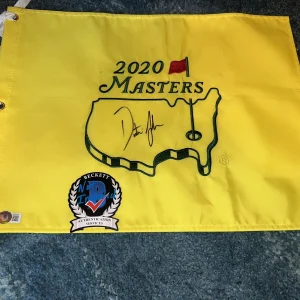 2020
MASTERS
BECKETT
AUTHENTICATION
SERVICES